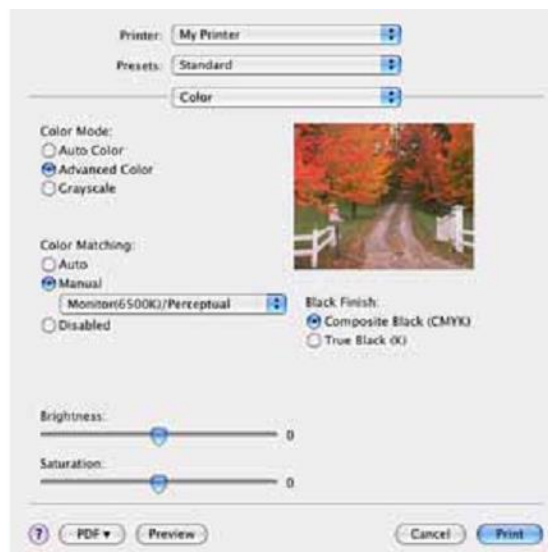 Printer: My Printer
Presets: Standard
Color
Color Mode:
Auto Color
Advanced Color
Grayscale
Color Matching:
Auto
Manual
Monitor(6500K)/Perceptual
Disabled
Black Finish:
Composite Black (CMYK)
True Black (K)
Brightness:
0
Saturation:
0
? PDF ▾ Preview Cancel Print